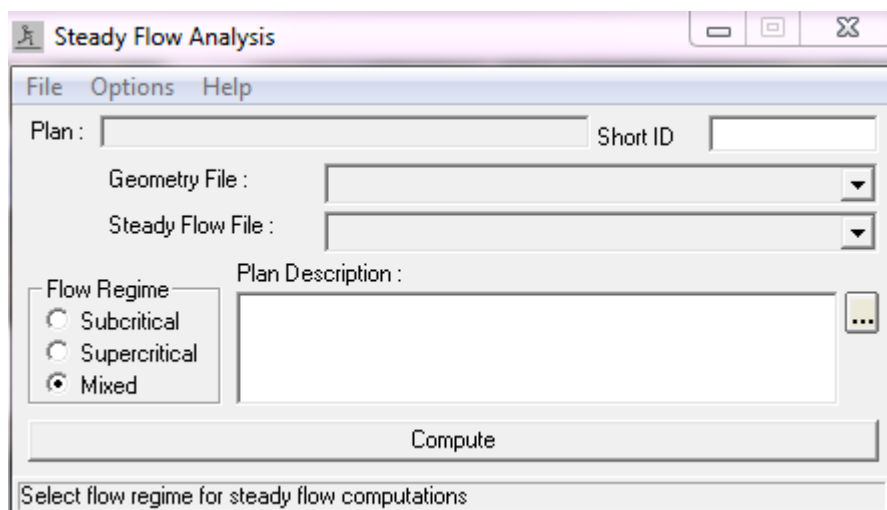 Steady Flow Analysis
File Options Help
Plan : Short ID
Geometry File :
Steady Flow File :
Plan Description :
Flow Regime
Subcritical
Supercritical
Mixed
...
Compute
Select flow regime for steady flow computations